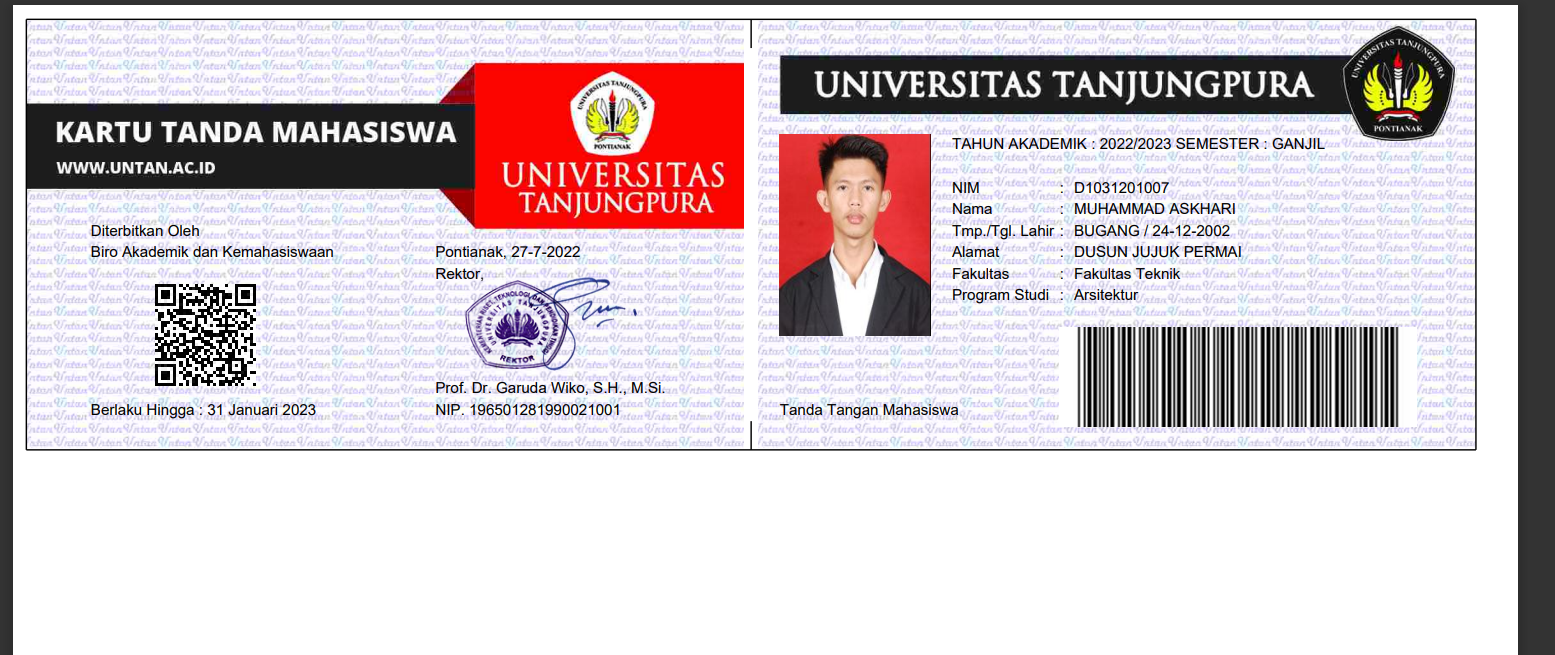 KARTU TANDA MAHASISWA
WWW.UNTAN.AC.ID
UNIVERSITAS TANJUNGPURA
PONTIANAK
UNIVERSITAS
TANJUNGPURA
Diterbitkan Oleh
Biro Akademik dan Kemahasiswaan
Berlaku Hingga : 31 Januari 2023
Pontianak, 27-7-2022
Rektor,
KEMENTERIAN RISET, TEKNOLOGI, DAN PENDIDIKAN TINGGI
UNIVERSITAS TANJUNGPURA
REKTOR
Prof. Dr. Garuda Wiko, S.H., M.Si.
NIP. 196501281990021001
UNIVERSITAS TANJUNGPURA
UNIVERSITAS TANJUNGPURA
PONTIANAK
TAHUN AKADEMIK : 2022/2023 SEMESTER : GANJIL
NIM : D1031201007
Nama : MUHAMMAD ASKHARI
Tmp./Tgl. Lahir : BUGANG / 24-12-2002
Alamat : DUSUN JUJUK PERMAI
Fakultas : Fakultas Teknik
Program Studi : Arsitektur
Tanda Tangan Mahasiswa
Untan